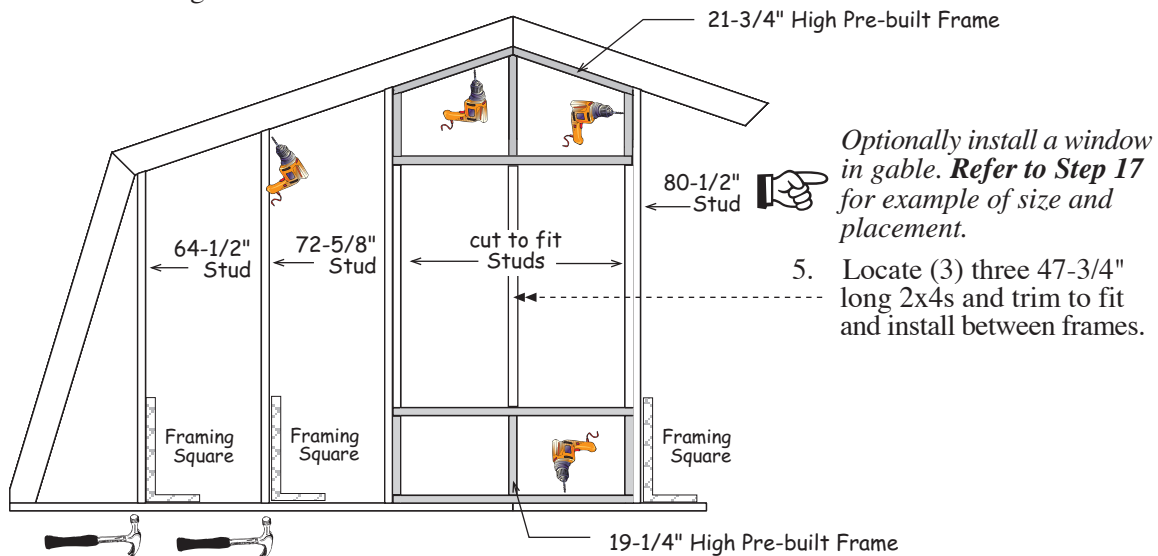 21-3/4" High Pre-built Frame
Optionally install a window
in gable. Refer to Step 17
for example of size and
placement.
80-1/2"
Stud
64-1/2"
Stud
72-5/8"
Stud
cut to fit
Studs
5. Locate (3) three 47-3/4"
long 2x4s and trim to fit
and install between frames.
Framing
Square
Framing
Square
Framing
Square
19-1/4" High Pre-built Frame